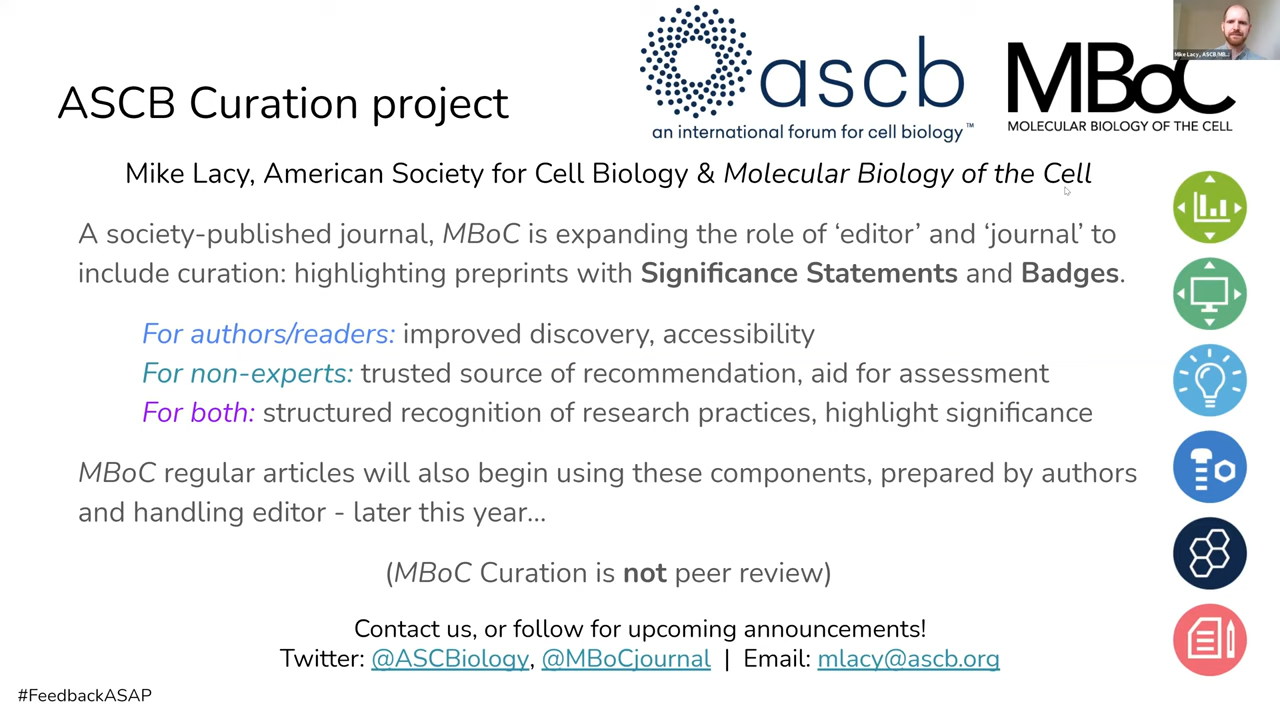 ascb
an international forum for cell biology™
MBoC
MOLECULAR BIOLOGY OF THE CELL
Mike Lacy, ASCB/MB...
ASCB Curation project
Mike Lacy, American Society for Cell Biology & Molecular Biology of the Cell
A society-published journal, MBoC is expanding the role of ‘editor’ and ‘journal’ to
include curation: highlighting preprints with Significance Statements and Badges.
For authors/readers: improved discovery, accessibility
For non-experts: trusted source of recommendation, aid for assessment
For both: structured recognition of research practices, highlight significance
MBoC regular articles will also begin using these components, prepared by authors
and handling editor - later this year...
(MBoC Curation is not peer review)
Contact us, or follow for upcoming announcements!
Twitter: @ASCBiology, @MBoCjournal | Email: mlacy@ascb.org
#FeedbackASAP